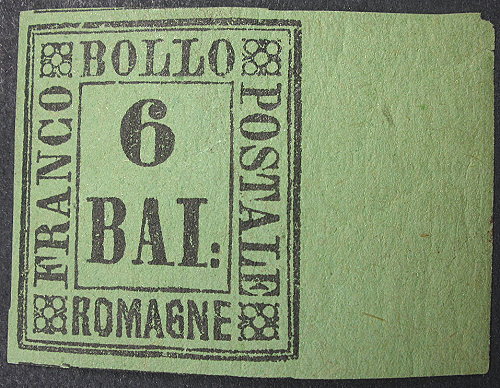 BOLLO
FRANCO
POSTALE
6
BAI:
ROMAGNE